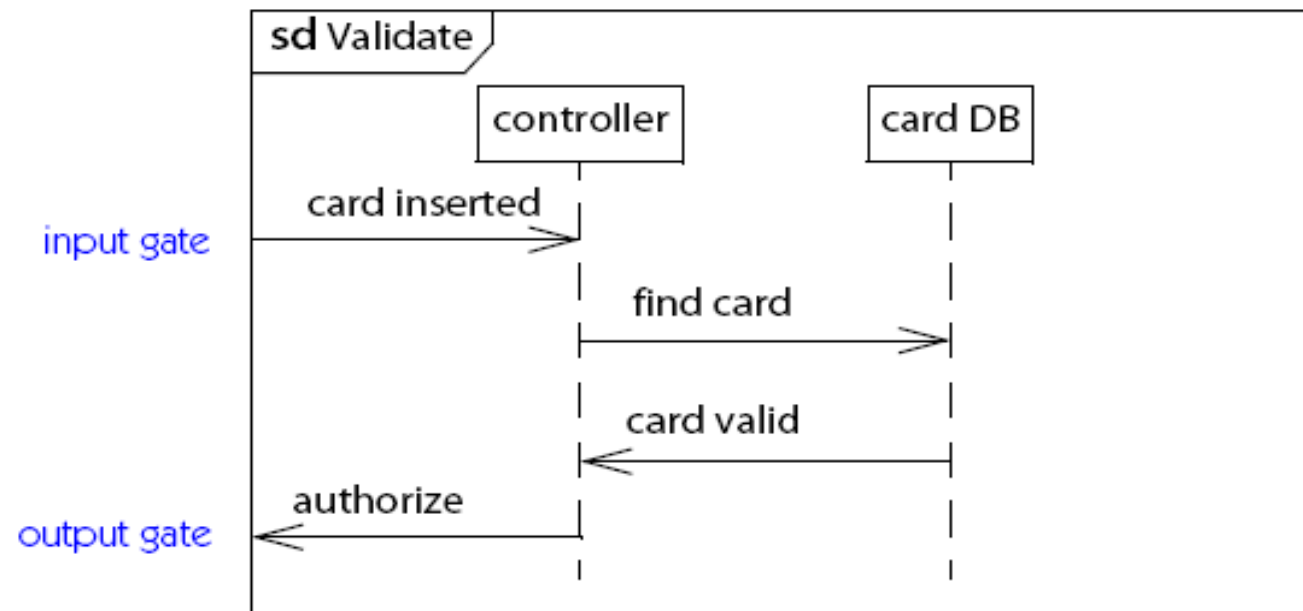 sd Validate
controller
card DB
card inserted
input gate
find card
card valid
authorize
output gate